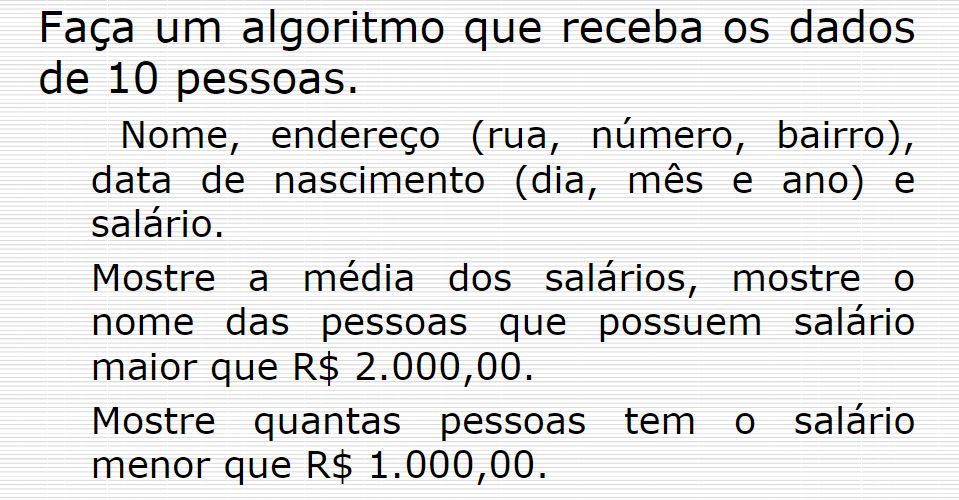 Faça um algoritmo que receba os dados
de 10 pessoas.
Nome, endereço (rua, número, bairro),
data de nascimento (dia, mês e ano) e
salário.
Mostre a média dos salários, mostre o
nome das pessoas que possuem salário
maior que R$ 2.000,00.
Mostre quantas pessoas tem o salário
menor que R$ 1.000,00.